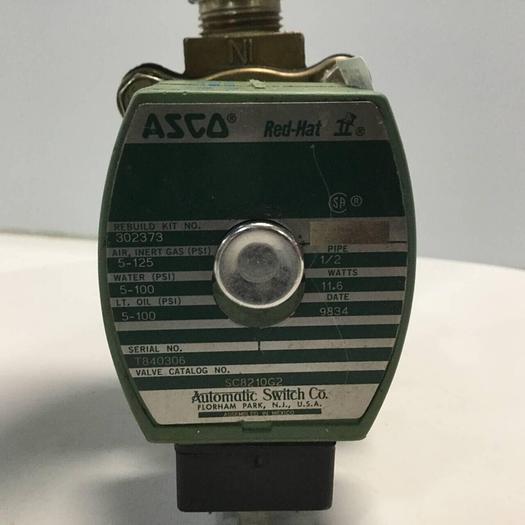 IN
ASCO® Red-Hat II®
SA ®
REBUILD KIT NO.
302373
AIR, INERT GAS (PSI)
5-125
WATER (PSI)
5-100
LT. OIL (PSI)
5-100
PIPE
1/2
WATTS
11.6
DATE
9834
SERIAL NO.
T840306
VALVE CATALOG NO.
SC8210G2
Automatic Switch Co.
FLORHAM PARK, N.J., U.S.A.
ASSEMBLED IN MEXICO